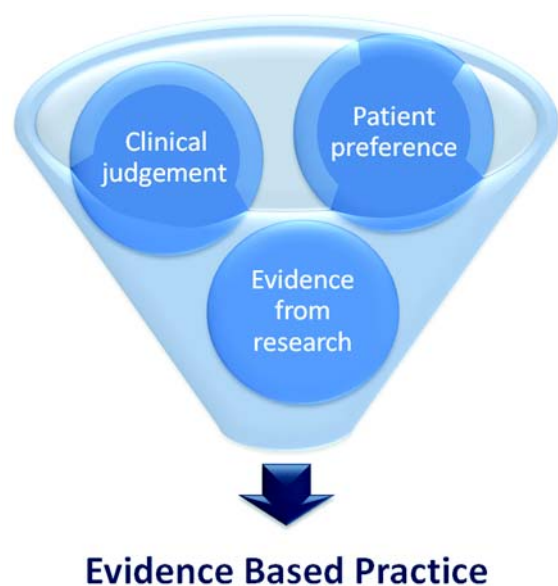 Clinical
judgement
Patient
preference
Evidence
from
research
Evidence Based Practice